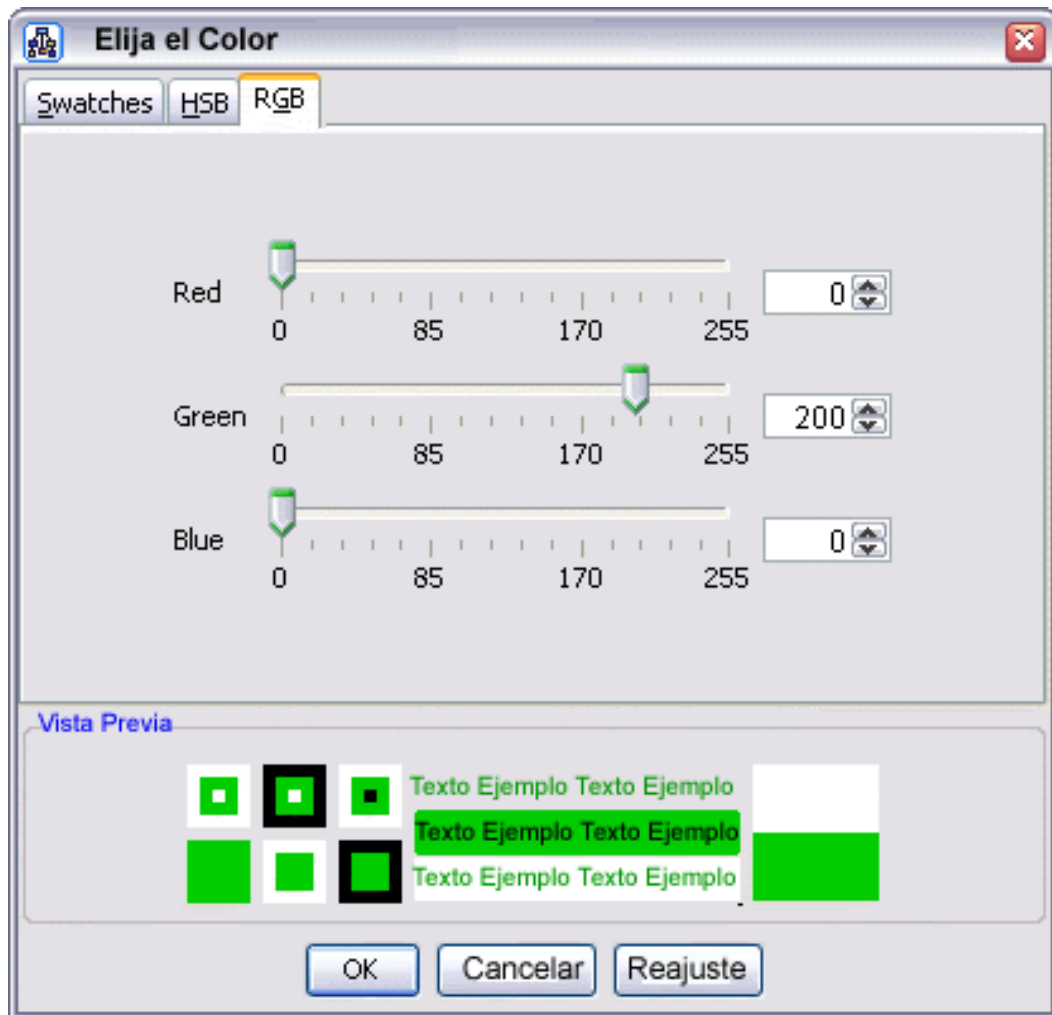 Elija el Color
Swatches HSB RGB
Red 0
0 85 170 255
Green 200
0 85 170 255
Blue 0
0 85 170 255
Vista Previa
Texto Ejemplo Texto Ejemplo
Texto Ejemplo Texto Ejemplo
Texto Ejemplo Texto Ejemplo
OK Cancelar Reajuste